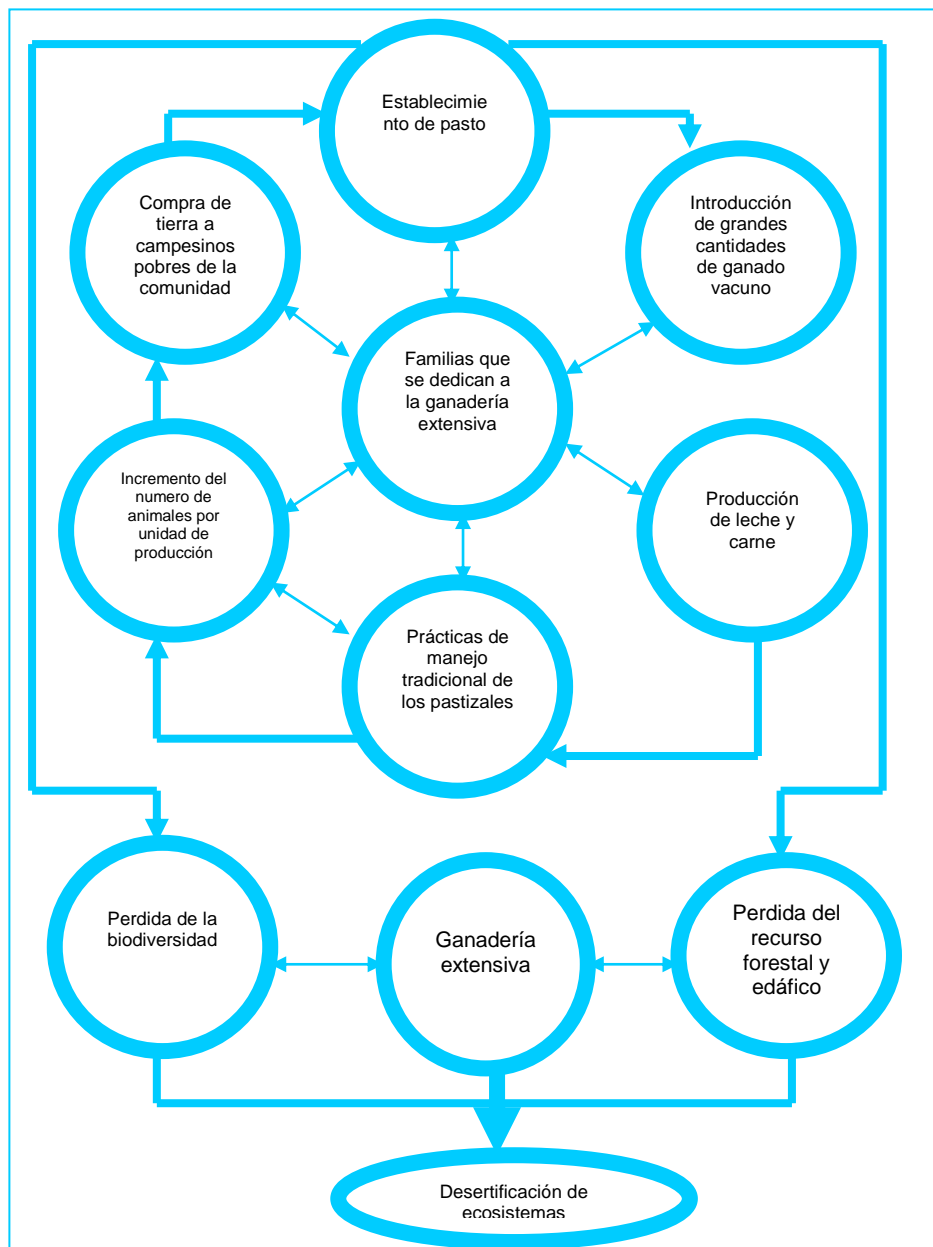 Establecimie
nto de pasto
Compra de
tierra a
campesinos
pobres de la
comunidad
Introducción
de grandes
cantidades
de ganado
vacuno
Familias que
se dedican a
la ganadería
extensiva
Incremento del
numero de
animales por
unidad de
producción
Producción
de leche y
carne
Prácticas de
manejo
tradicional de
los pastizales
Perdida de la
biodiversidad
Ganadería
extensiva
Perdida del
recurso
forestal y
edáfico
Desertificación de
ecosistemas